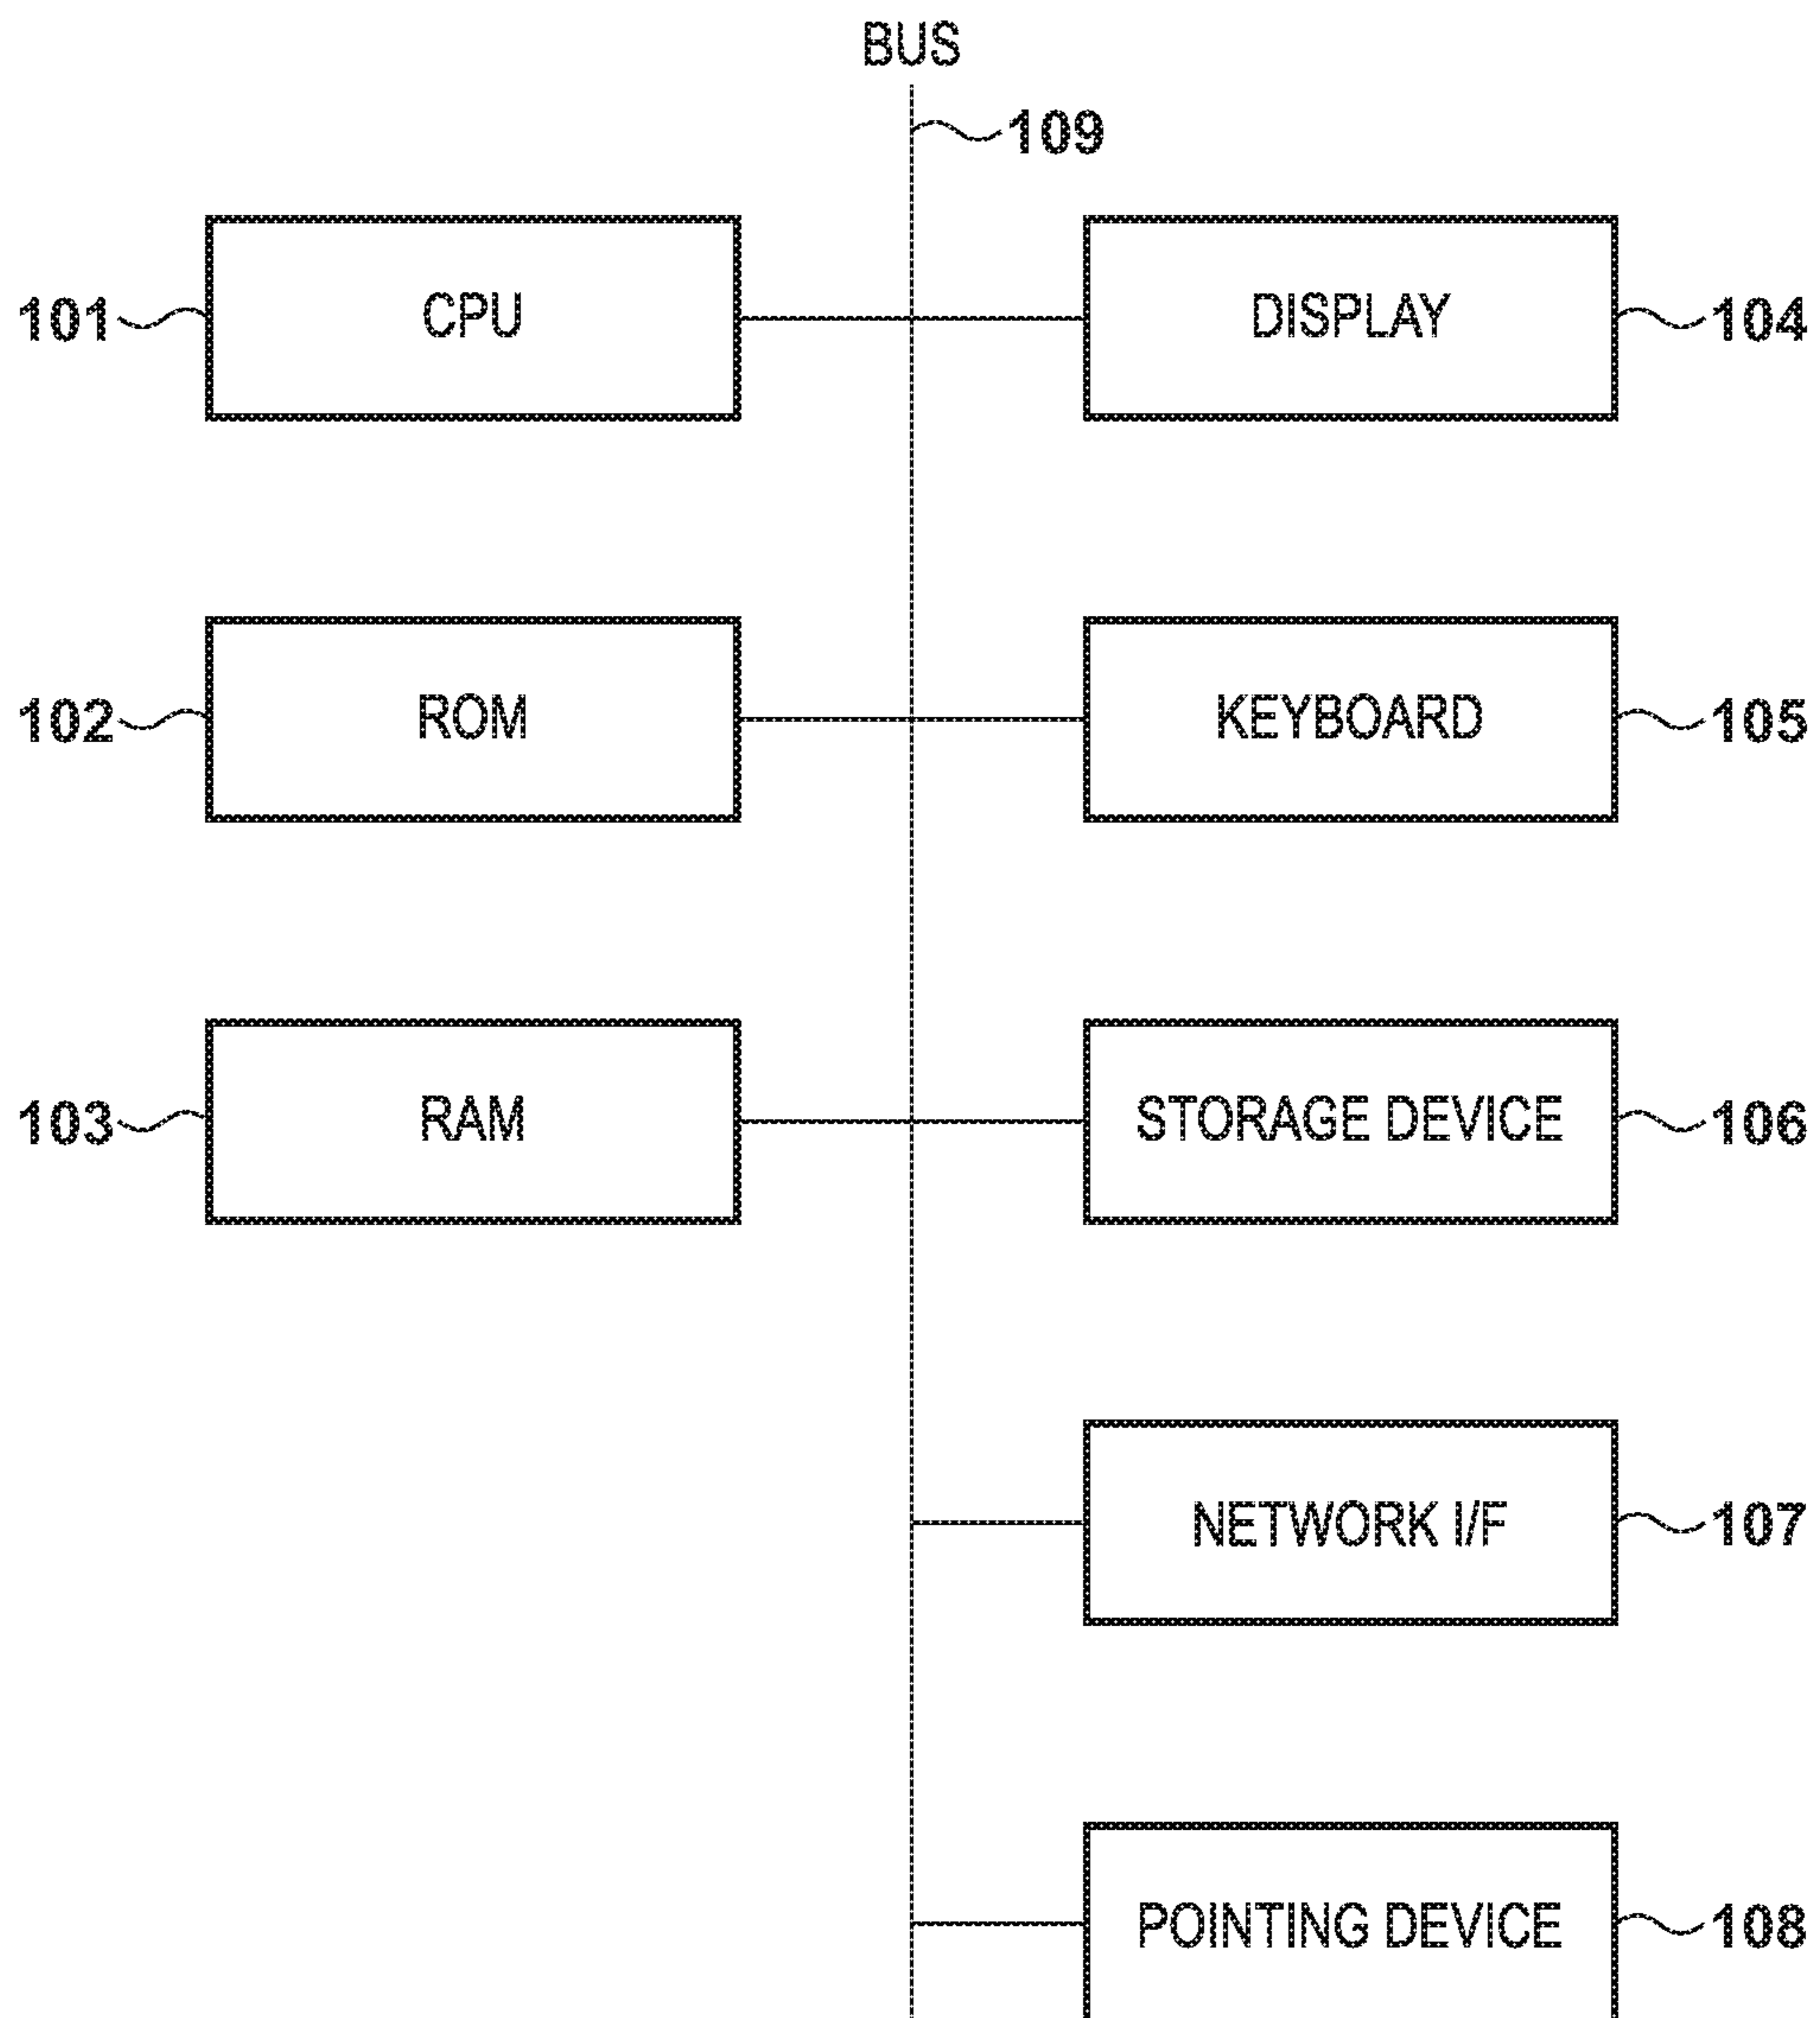 BUS
109
101 CPU DISPLAY 104
102 ROM KEYBOARD 105
103 RAM STORAGE DEVICE 106
NETWORK I/F 107
POINTING DEVICE 108